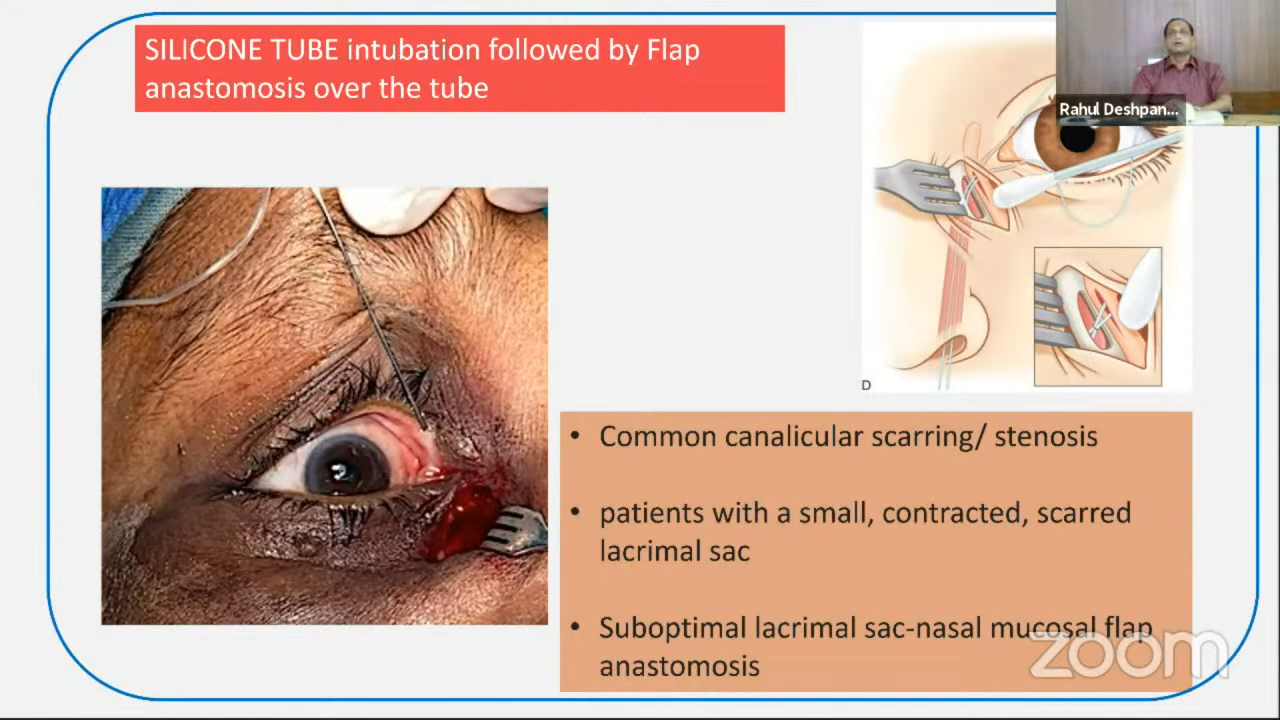 SILICONE TUBE intubation followed by Flap
anastomosis over the tube
Rahul Deshpan...
D
• Common canalicular scarring/ stenosis
• patients with a small, contracted, scarred
lacrimal sac
• Suboptimal lacrimal sac-nasal mucosal flap
anastomosis
zoom